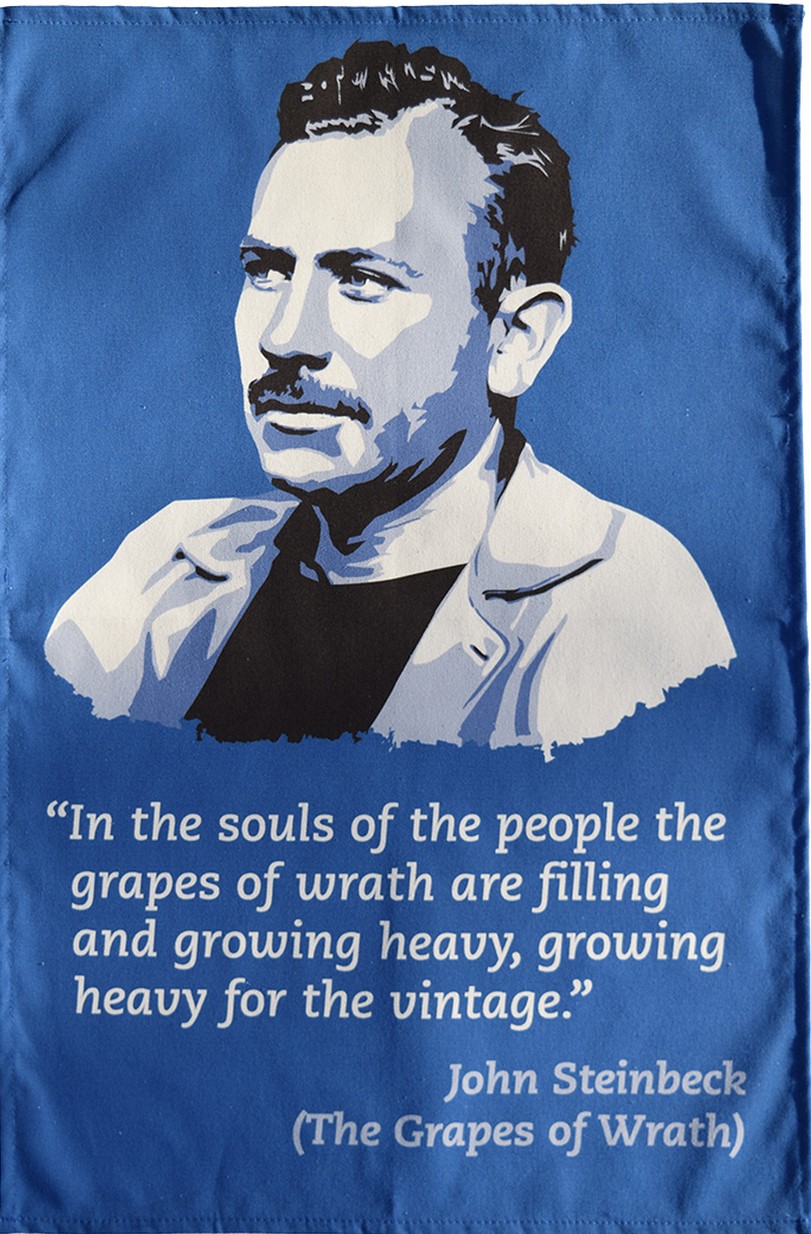 “In the souls of the people the
grapes of wrath are filling
and growing heavy, growing
heavy for the vintage.”
John Steinbeck
(The Grapes of Wrath)